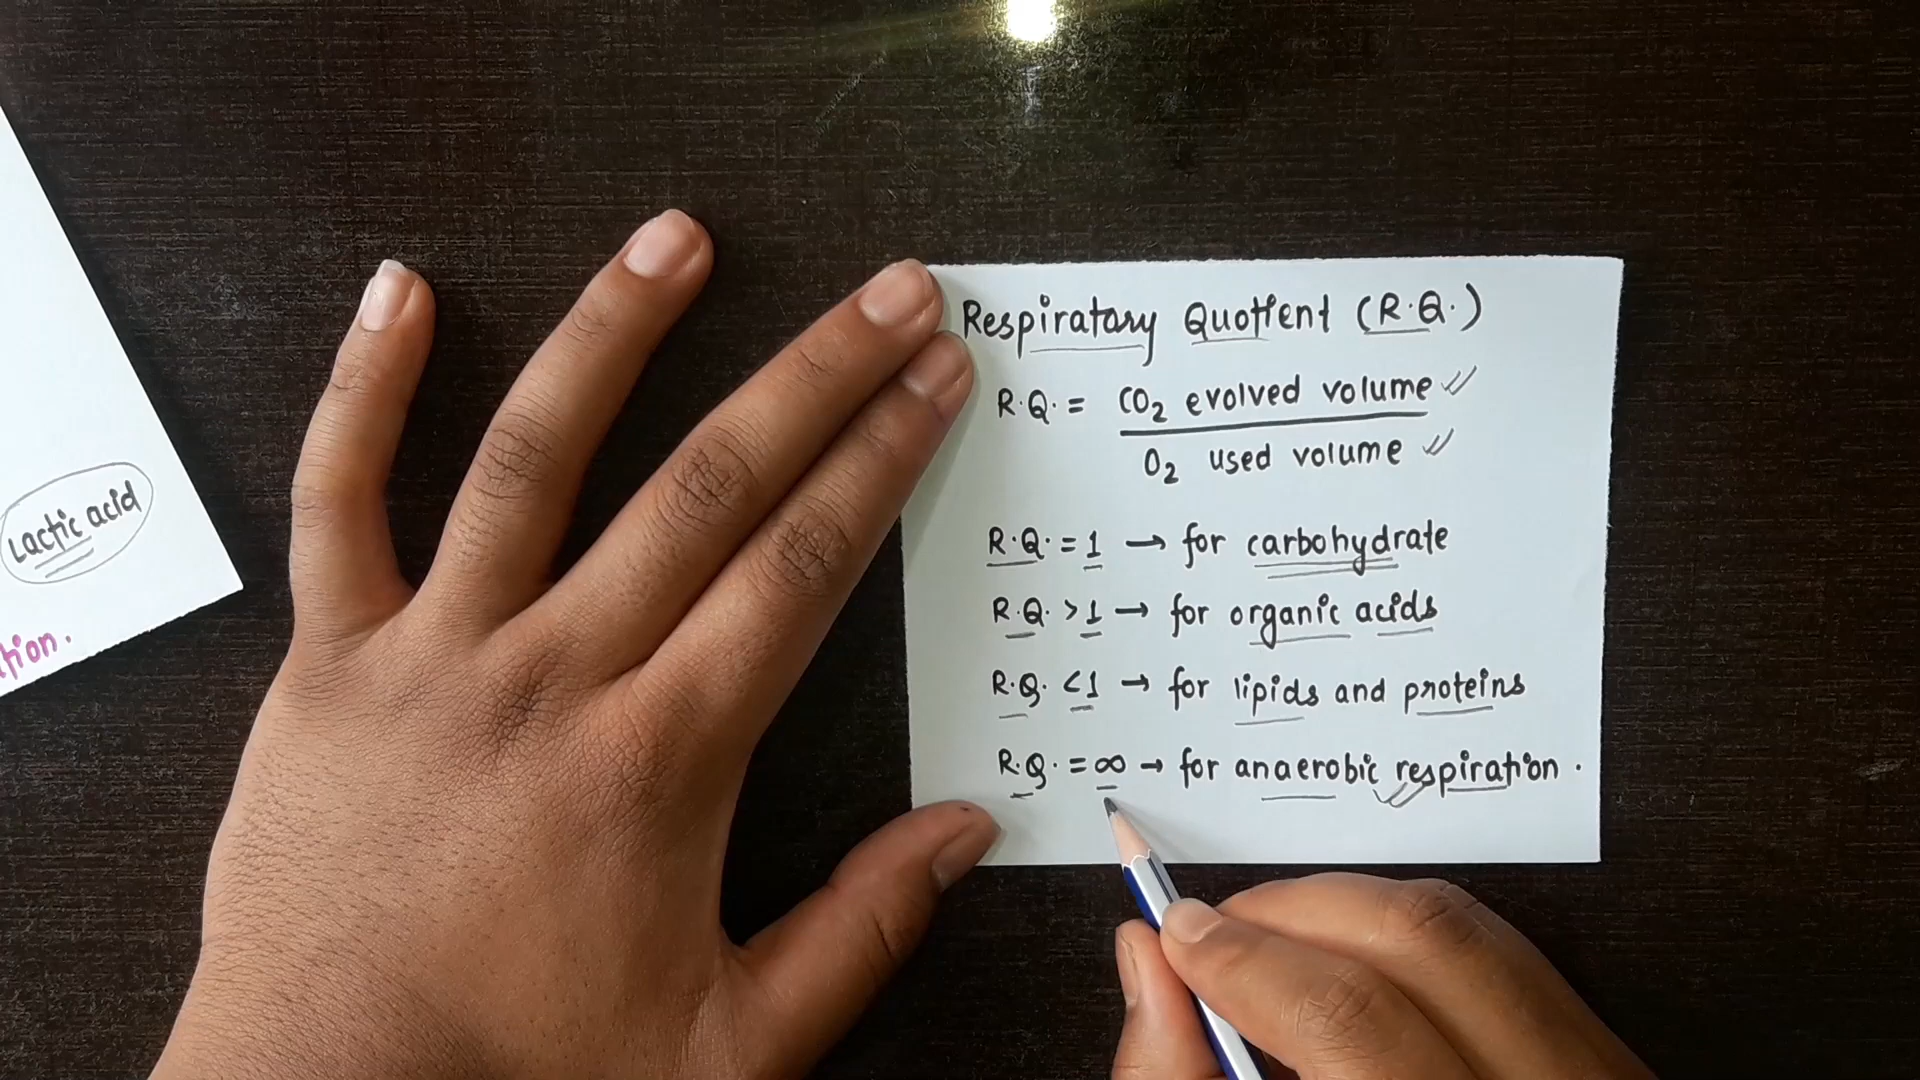 Respiratory Quotient (R.Q.)
R.Q. = CO2 evolved volume
O2 used volume
R.Q. = 1 → for carbohydrate
R.Q. > 1 → for organic acids
R.Q. < 1 → for lipids and proteins
R.Q. = ∞ → for anaerobic respiration.
Lactic acid